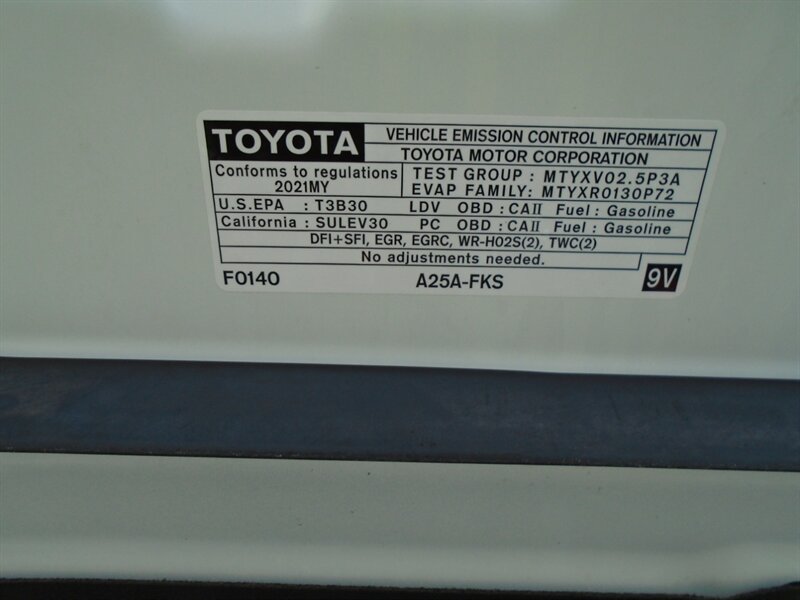 TOYOTA VEHICLE EMISSION CONTROL INFORMATION
TOYOTA MOTOR CORPORATION
Conforms to regulations
2021MY
TEST GROUP : MTYXV02.5P3A
EVAP FAMILY: MTYXR0130P72
U.S.EPA : T3B30 LDV OBD : CAII Fuel : Gasoline
California : SULEV30 PC OBD : CAII Fuel : Gasoline
DFI+SFI, EGR, EGRC, WR-HO2S(2), TWC(2)
No adjustments needed.
F0140 A25A-FKS 9V